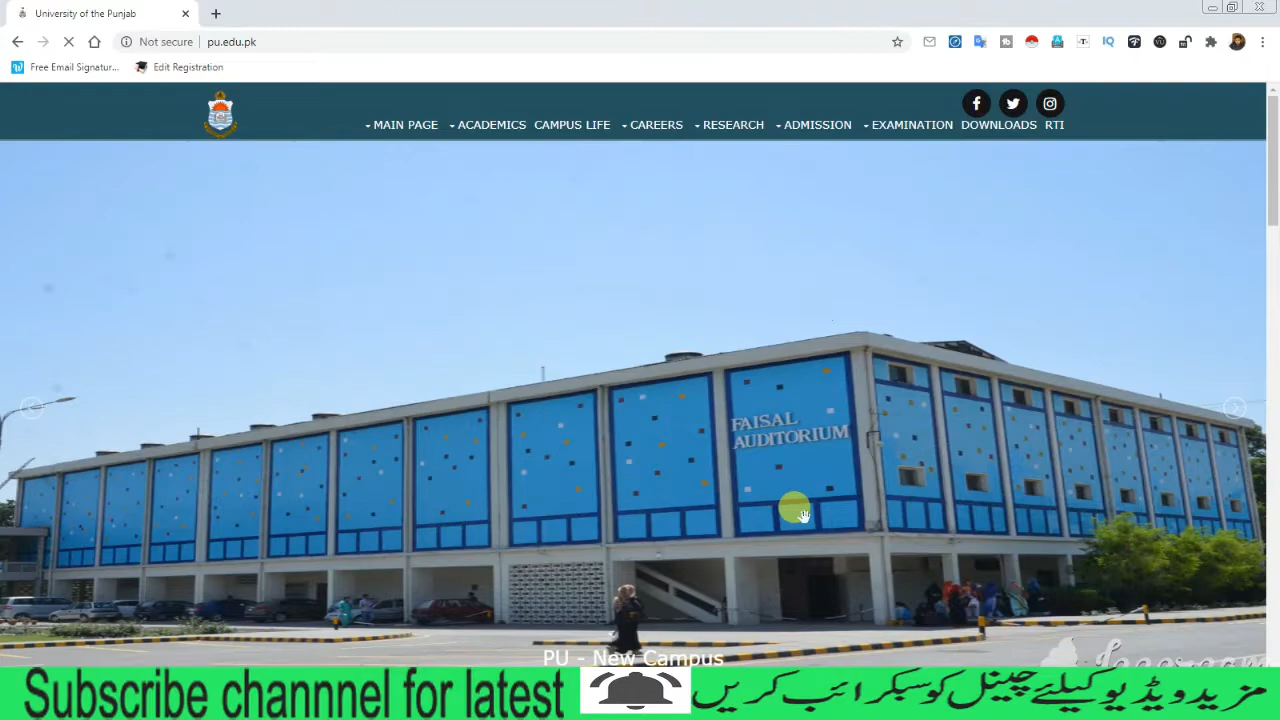 University of the Punjab
Not secure
pu.edu.pk
Free Email Signatur...
Edit Registration
MAIN PAGE
ACADEMICS
CAMPUS LIFE
CAREERS
RESEARCH
ADMISSION
EXAMINATION
DOWNLOADS
RTI
FAISAL
AUDITORIUM
PU - New Campus
Subscribe channnel for latest
مزید ویڈیو کیلئے چینل کو سبکرائب کریں